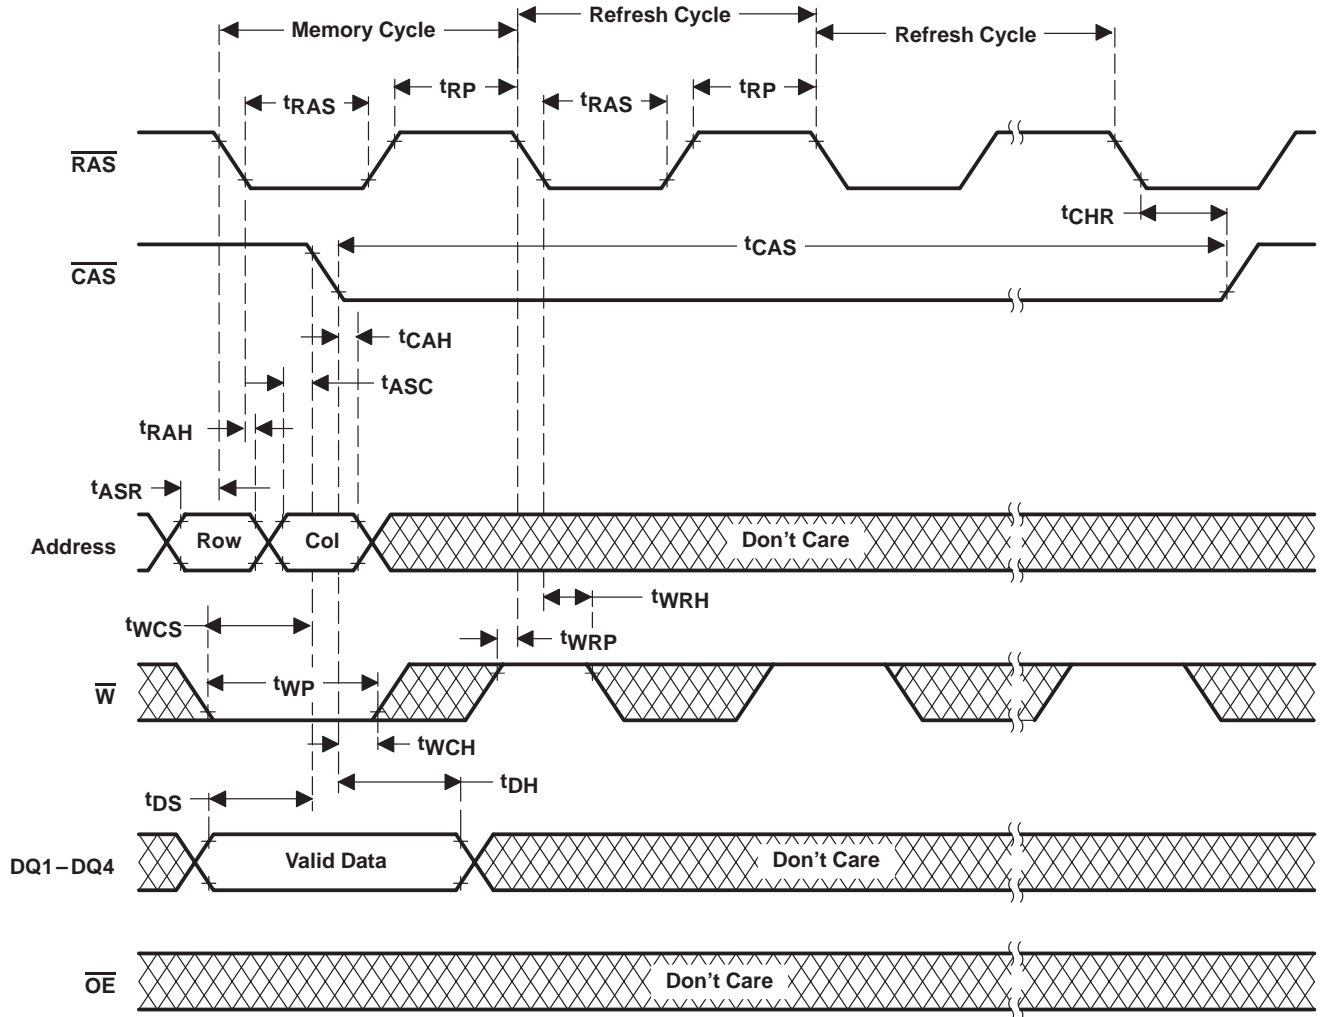 Memory Cycle
Refresh Cycle
Refresh Cycle
tRAS
tRP
tRAS
tRP
RAS
tCHR
tCAS
CAS
tCAH
tASC
tRAH
tASR
Address
Row
Col
Don't Care
tWRH
tWCS
tWRP
W
tWP
tWCH
tDH
tDS
DQ1–DQ4
Valid Data
Don't Care
OE
Don't Care